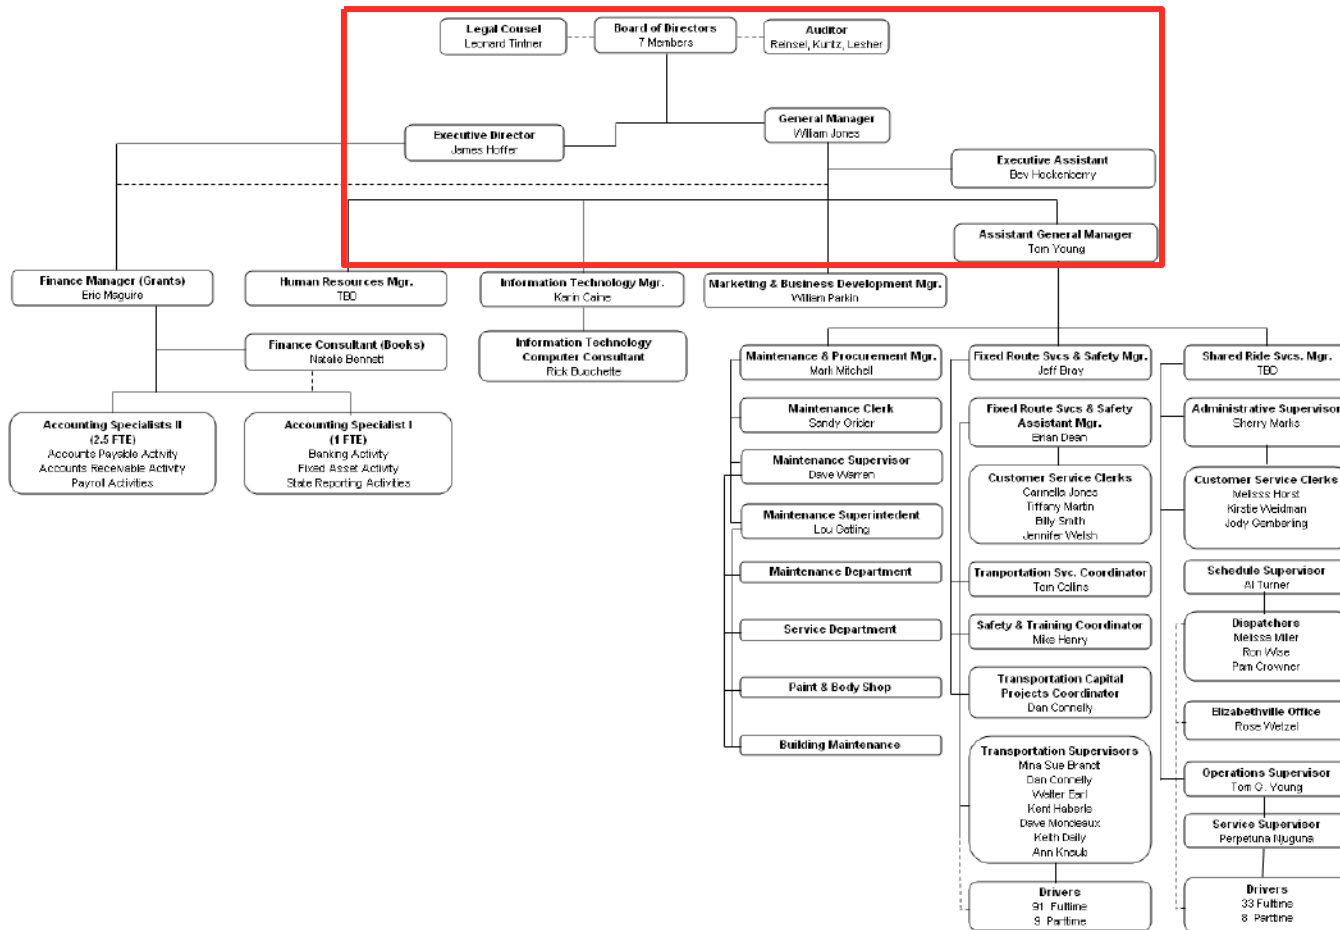 Legal Cousel
Leonard Tintner
Board of Directors
7 Members
Auditor
Reinsel, Kuntz, Lesher
General Manager
William Jones
Executive Director
James Hoffer
Executive Assistant
Bev Hockenberry
Assistant General Manager
Tom Young
Finance Manager (Grants)
Eric Maguire
Human Resources Mgr.
TBD
Information Technology Mgr.
Karin Caine
Marketing & Business Development Mgr.
William Parkin
Finance Consultant (Books)
Natalie Bennett
Information Technology
Computer Consultant
Rick Buochette
Accounting Specialists II
(2.5 FTE)
Accounts Payable Activity
Accounts Receivable Activity
Payroll Activities
Accounting Specialist I
(1 FTE)
Banking Activity
Fixed Asset Activity
State Reporting Activities
Maintenance & Procurement Mgr.
Mark Mitchell
Maintenance Clerk
Sandy Grider
Maintenance Supervisor
Dave Warren
Maintenance Superintedent
Lou Gatling
Maintenance Department
Service Department
Paint & Body Shop
Building Maintenance
Fixed Route Svcs & Safety Mgr.
Jeff Bray
Fixed Route Svcs & Safety
Assistant Mgr.
Brian Dean
Customer Service Clerks
Carmella Jones
Tiffany Martin
Billy Smith
Jennifer Welsh
Tranportation Svc. Coordinator
Tom Collins
Safety & Training Coordinator
Mike Henry
Transportation Capital
Projects Coordinator
Dan Connelly
Transportation Supervisors
Mina Sue Brandt
Dan Connelly
Walter Earl
Kent Haberle
Dave Mondeaux
Keith Daily
Ann Knaub
Drivers
91 Fulltime
9 Parttime
Shared Ride Svcs. Mgr.
TBD
Administrative Supervisor
Sherry Marks
Customer Service Clerks
Melisss Horst
Kirstie Weidman
Jody Gamberling
Schedule Supervisor
Al Turner
Dispatchers
Melissa Miller
Ron Wise
Pam Crowner
Elizabethville Office
Rose Wetzel
Operations Supervisor
Tom G. Young
Service Supervisor
Perpetuna Njuguna
Drivers
33 Fulltime
8 Parttime